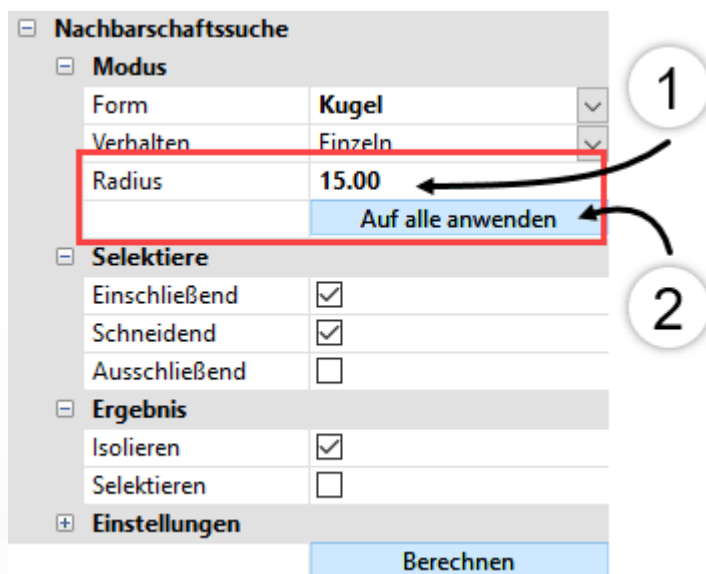 Nachbarschaftssuche
Modus
Form Kugel
1
Verhalten Einzeln
Radius 15.00
Auf alle anwenden
Selektiere
Einschließend
2
Schneidend
Ausschließend
Ergebnis
Isolieren
Selektieren
Einstellungen
Berechnen